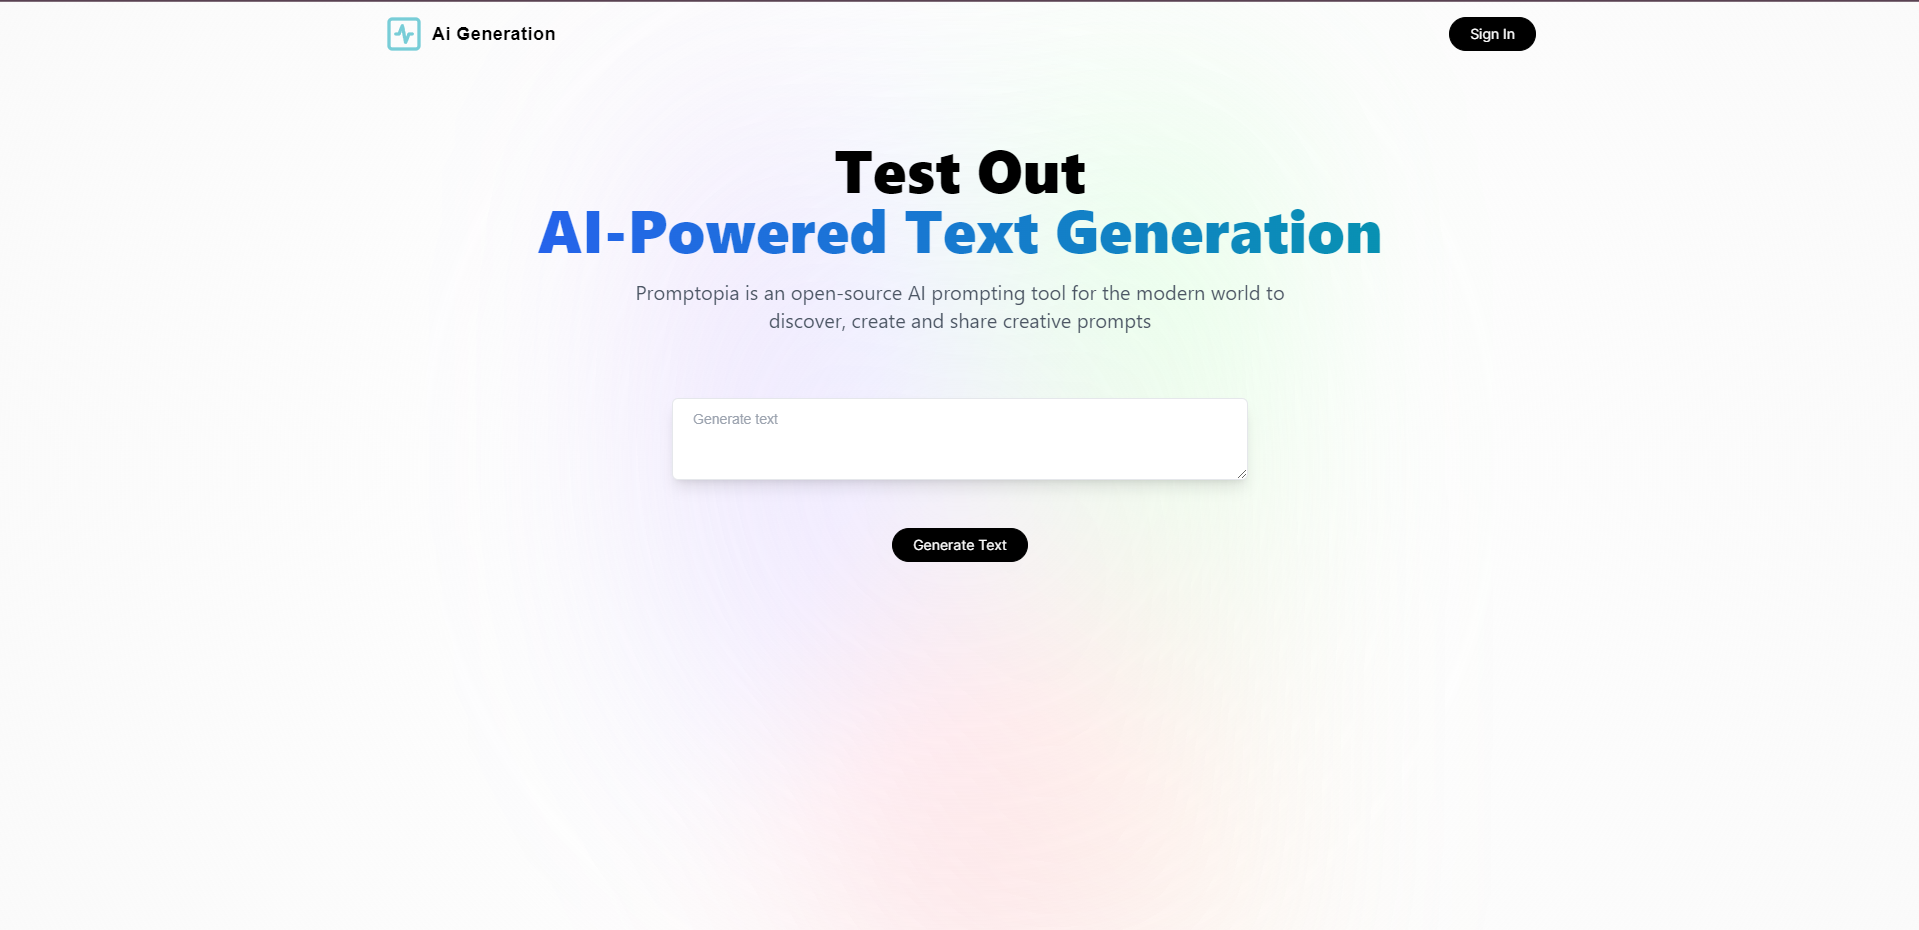 Ai Generation
Sign In
Test Out
AI-Powered Text Generation
Promptopia is an open-source AI prompting tool for the modern world to
discover, create and share creative prompts
Generate text
Generate Text